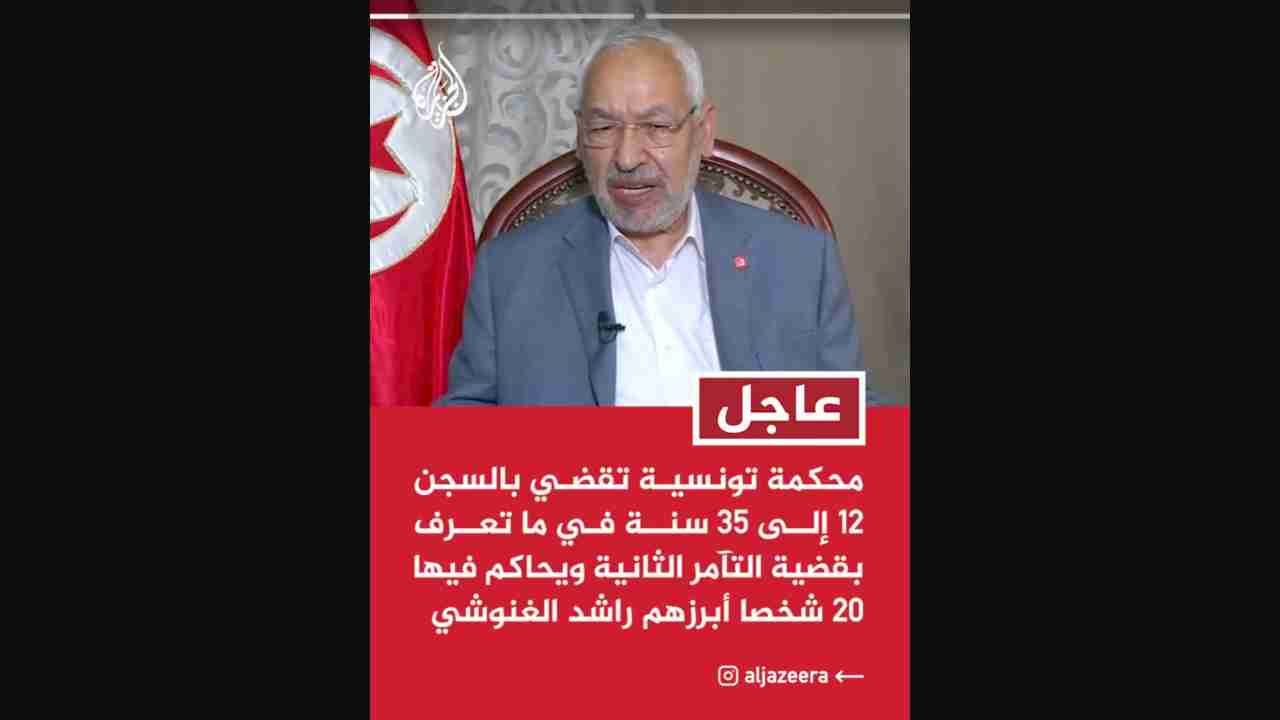 الجزيرة
عاجل
محكمة تونسية تقضي بالسجن
12 إلى 35 سنة في ما تعرف
بقضية التآمر الثانية ويحاكم فيها
20 شخصا أبرزهم راشد الغنوشي
aljazeera